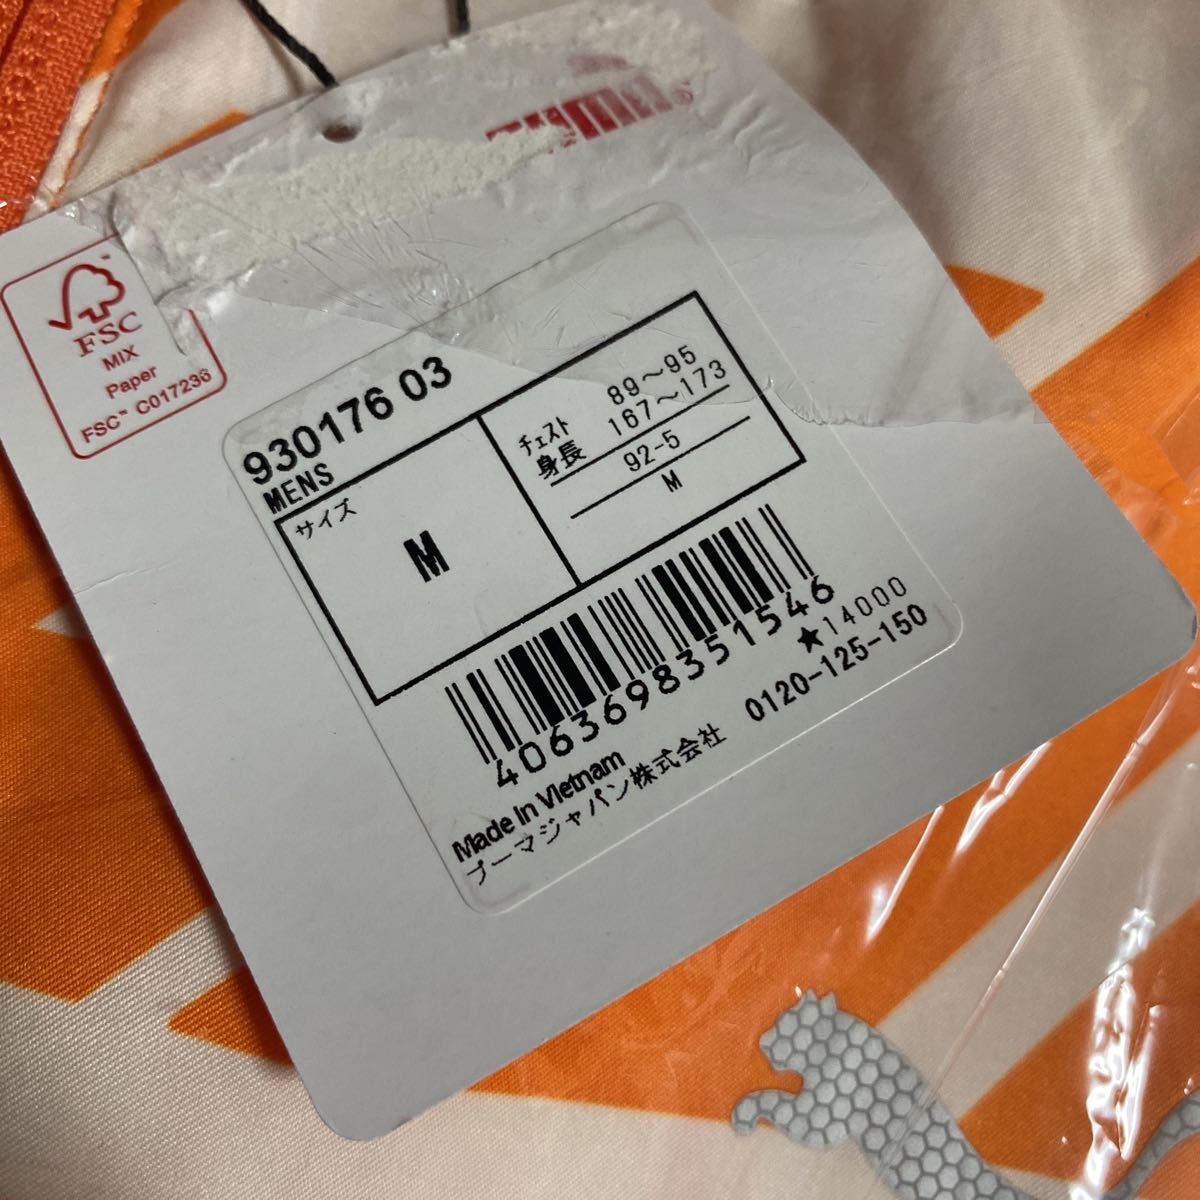 FSC™
MIX
Paper
FSC™ C017236
930176 03
MENS
サイズ
M
チェスト 89～95
身長 167～173
92-5
M
4063698351546
★14000
Made In Vietnam
プーマジャパン株式会社 0120-125-150